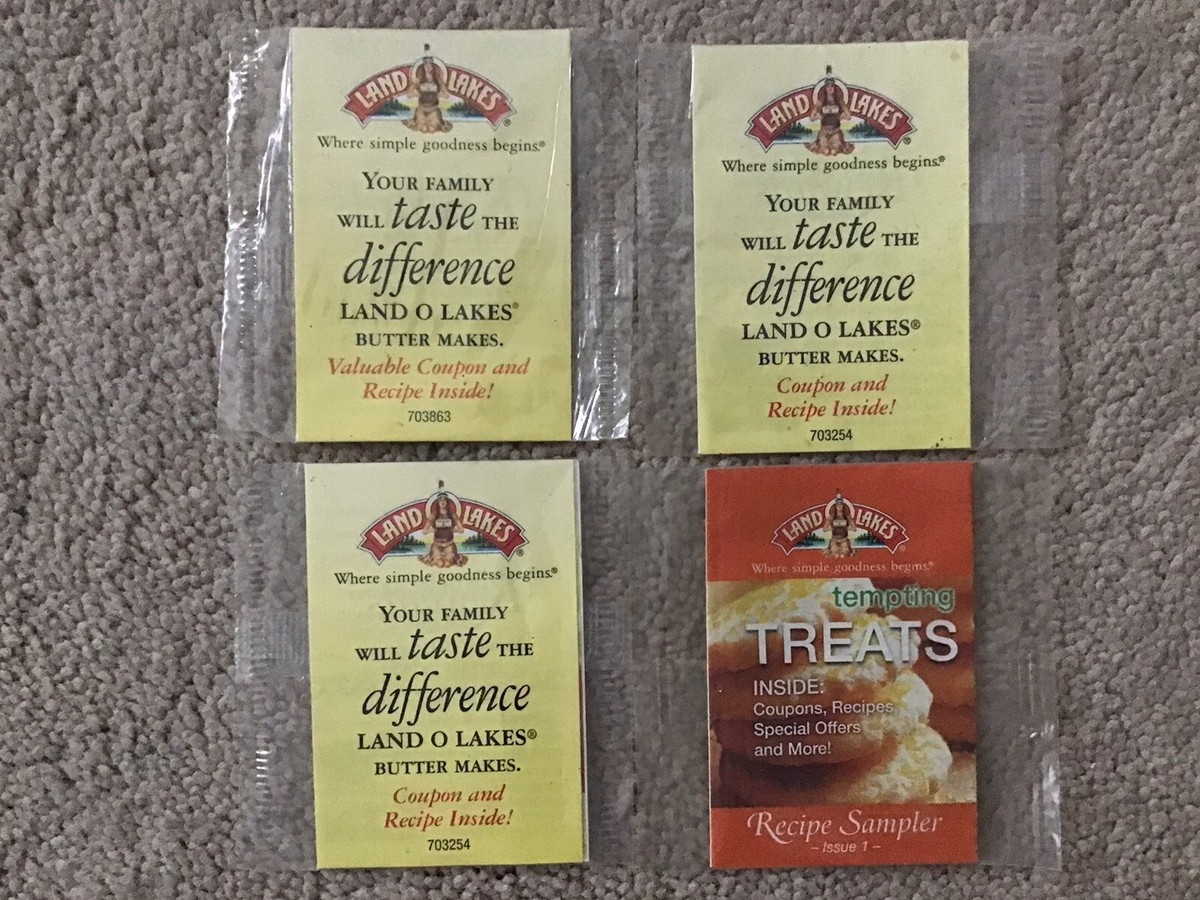 LAND O LAKES®
Where simple goodness begins.®
YOUR FAMILY
WILL taste THE
difference
LAND O LAKES®
BUTTER MAKES.
Valuable Coupon and
Recipe Inside!
703863
LAND O LAKES®
Where simple goodness begins.®
YOUR FAMILY
WILL taste THE
difference
LAND O LAKES®
BUTTER MAKES.
Coupon and
Recipe Inside!
703254
LAND O LAKES®
Where simple goodness begins.®
YOUR FAMILY
WILL taste THE
difference
LAND O LAKES®
BUTTER MAKES.
Coupon and
Recipe Inside!
703254
LAND O LAKES®
Where simple goodness begins.®
tempting
TREATS
INSIDE:
Coupons, Recipes,
Special Offers
and More!
Recipe Sampler
– Issue 1 –